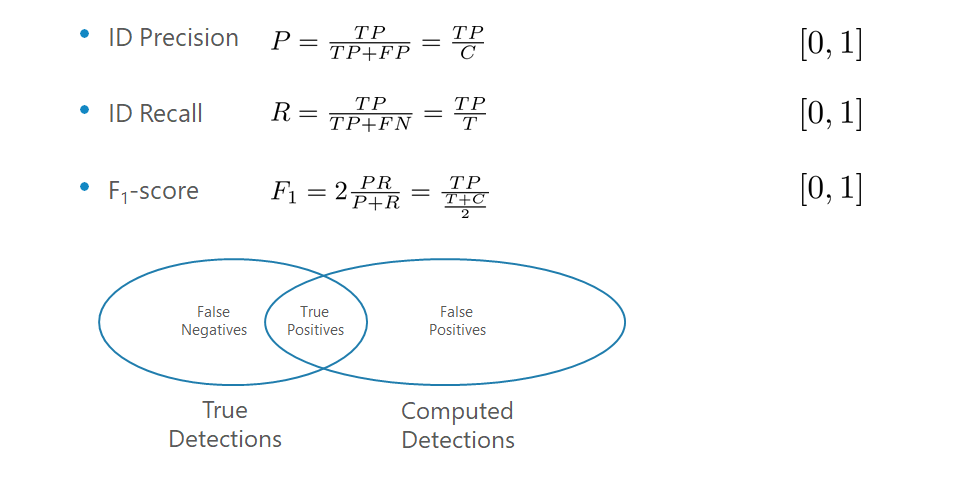 • ID Precision P = TP/(TP+FP) = TP/C [0, 1]
• ID Recall R = TP/(TP+FN) = TP/T [0, 1]
• F₁-score F₁ = 2 PR/(P+R) = TP/((T+C)/2) [0, 1]
False Negatives
True Positives
False Positives
True Detections
Computed Detections